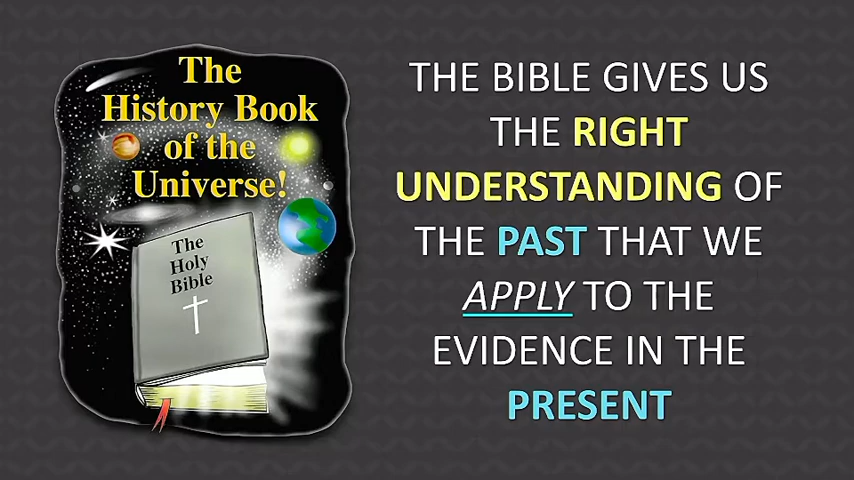 The
History Book
of the
Universe!
The
Holy
Bible
THE BIBLE GIVES US
THE RIGHT
UNDERSTANDING OF
THE PAST THAT WE
APPLY TO THE
EVIDENCE IN THE
PRESENT